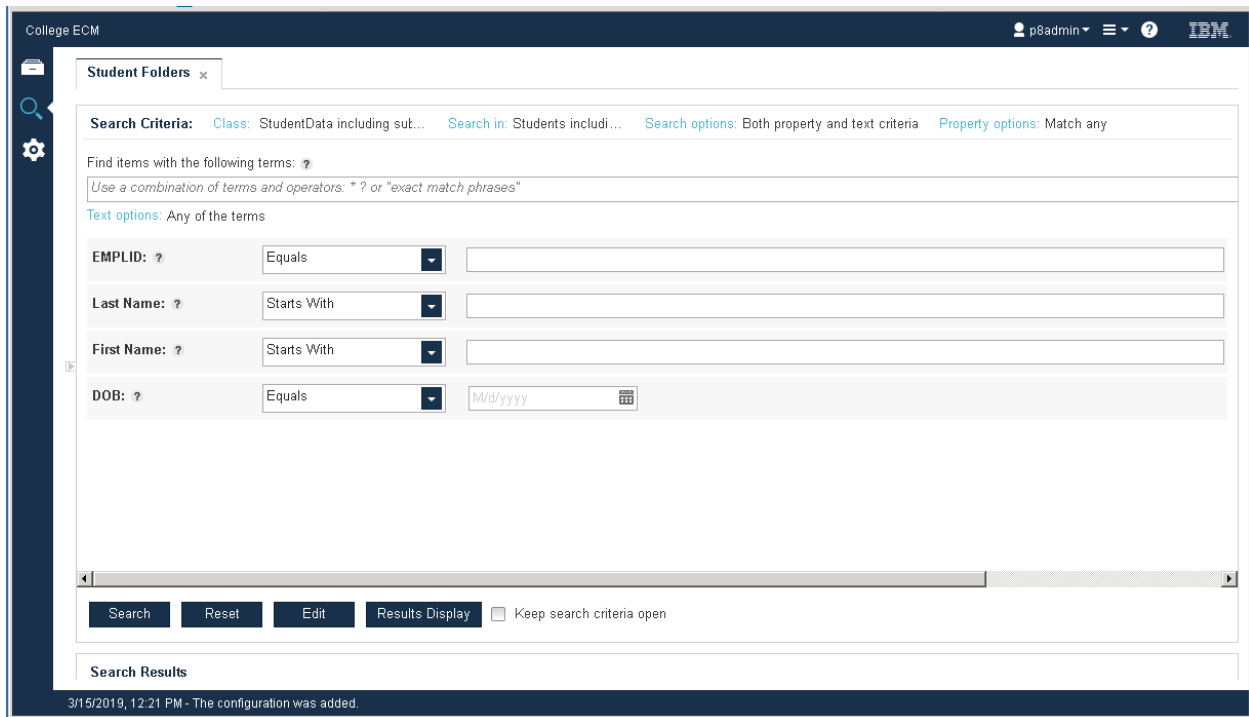 College ECM p8admin ? IBM
Student Folders x
Search Criteria: Class: StudentData including sut... Search in: Students includi... Search options: Both property and text criteria Property options: Match any
Find items with the following terms: ?
Use a combination of terms and operators: * ? or "exact match phrases"
Text options: Any of the terms
EMPLID: ? Equals
Last Name: ? Starts With
First Name: ? Starts With
DOB: ? Equals M/d/yyyy
Search Reset Edit Results Display Keep search criteria open
Search Results
3/15/2019, 12:21 PM - The configuration was added.